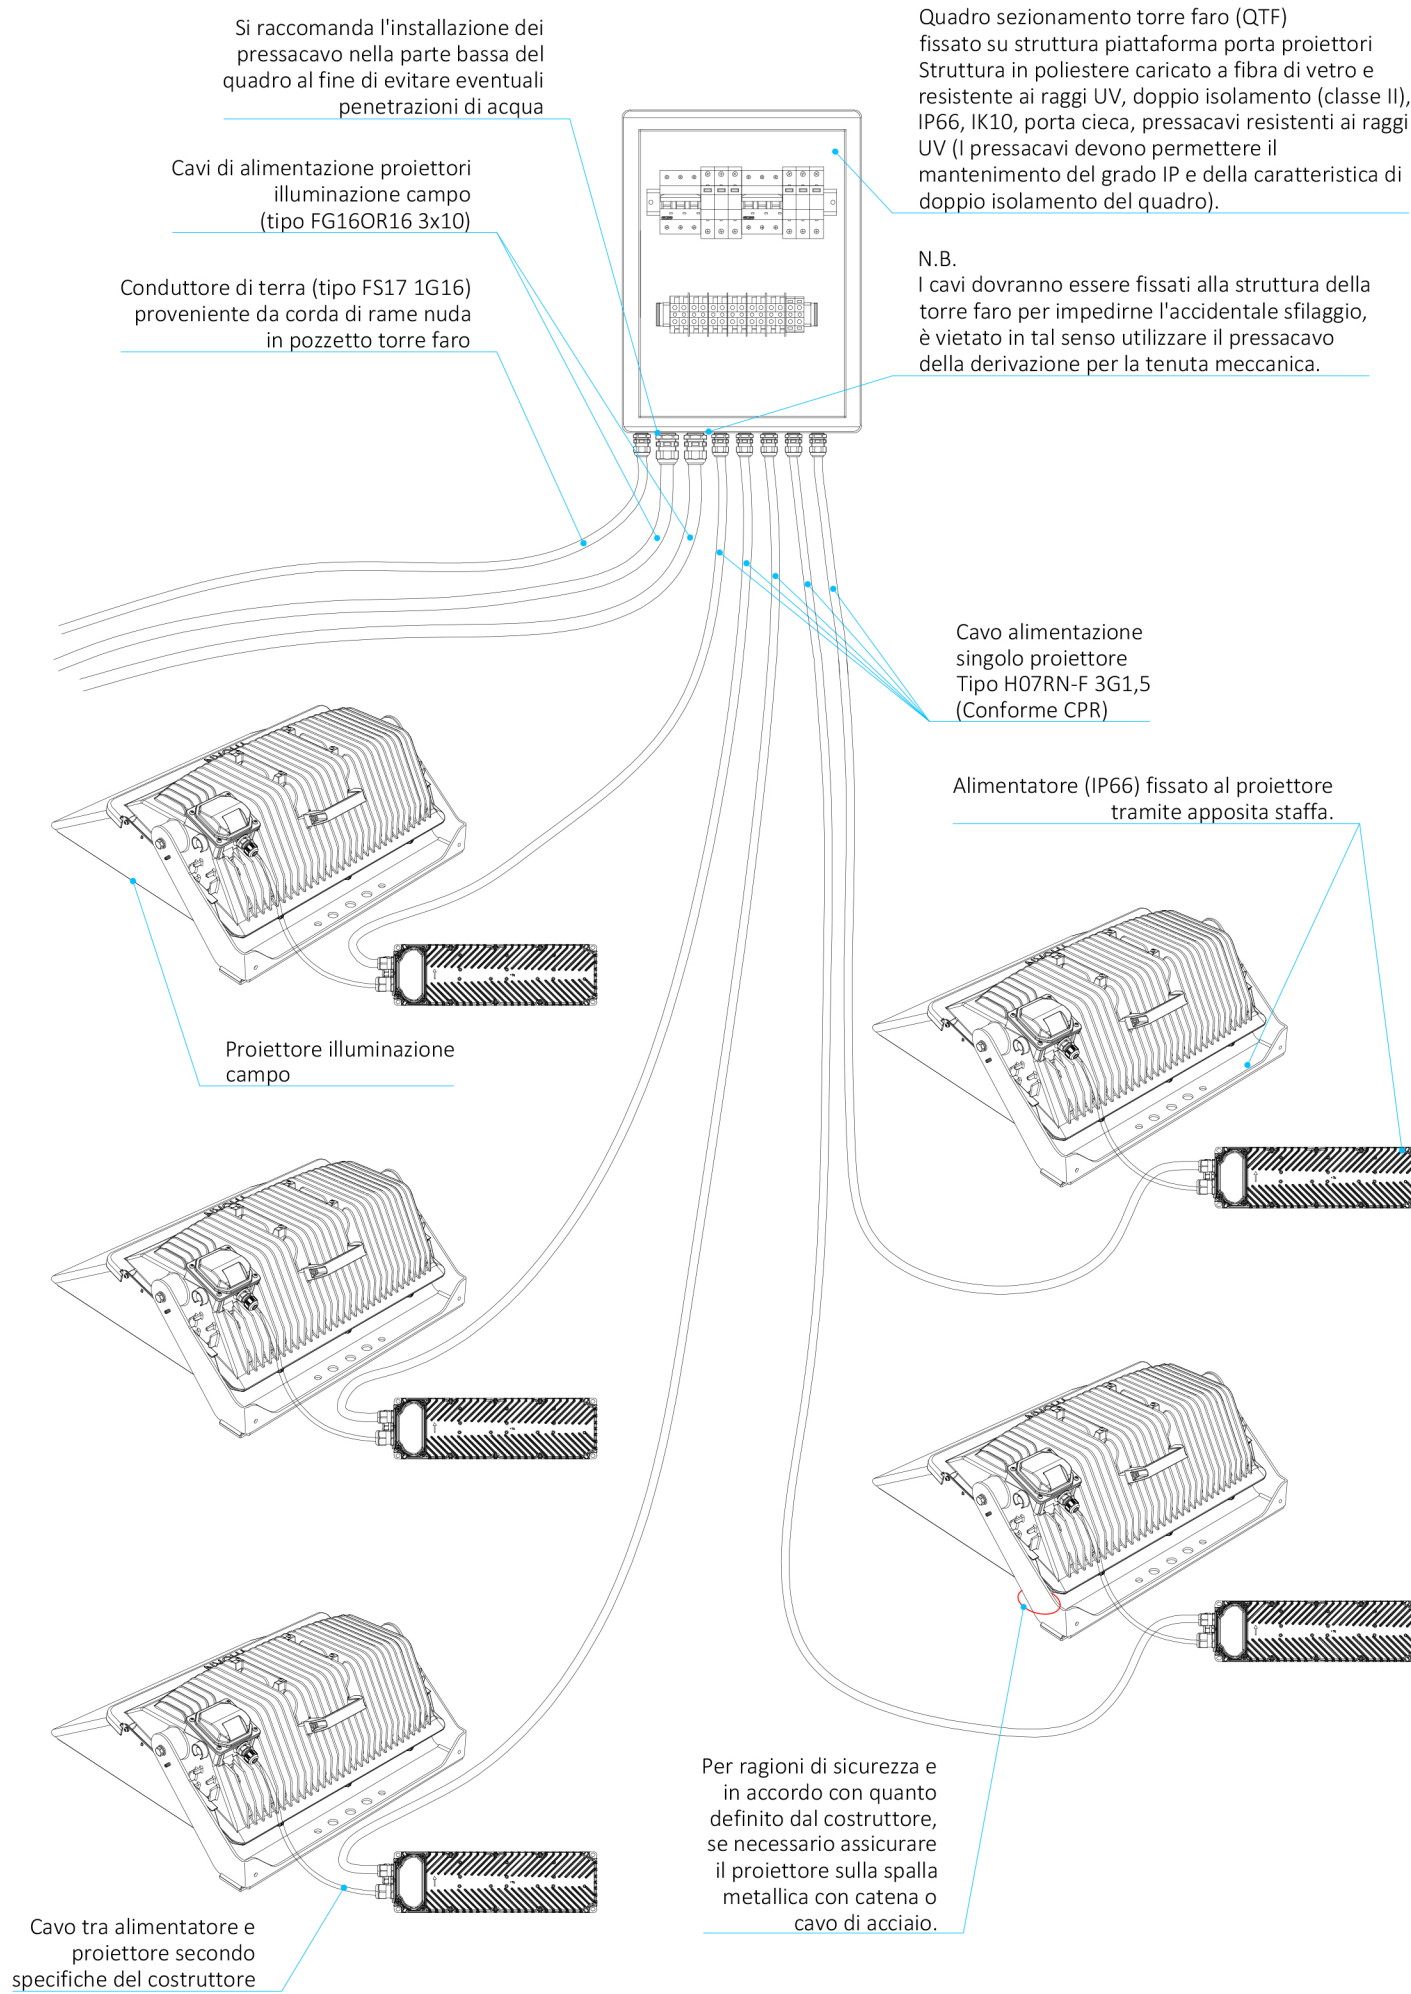 Si raccomanda l'installazione dei
pressacavo nella parte bassa del
quadro al fine di evitare eventuali
penetrazioni di acqua
Cavi di alimentazione proiettori
illuminazione campo
(tipo FG16OR16 3x10)
Conduttore di terra (tipo FS17 1G16)
proveniente da corda di rame nuda
in pozzetto torre faro
Quadro sezionamento torre faro (QTF)
fissato su struttura piattaforma porta proiettori
Struttura in poliestere caricato a fibra di vetro e
resistente ai raggi UV, doppio isolamento (classe II),
IP66, IK10, porta cieca, pressacavi resistenti ai raggi
UV (I pressacavi devono permettere il
mantenimento del grado IP e della caratteristica di
doppio isolamento del quadro).
N.B.
I cavi dovranno essere fissati alla struttura della
torre faro per impedirne l'accidentale sfilaggio,
è vietato in tal senso utilizzare il pressacavo
della derivazione per la tenuta meccanica.
Cavo alimentazione
singolo proiettore
Tipo H07RN-F 3G1,5
(Conforme CPR)
Alimentatore (IP66) fissato al proiettore
tramite apposita staffa.
Proiettore illuminazione
campo
Per ragioni di sicurezza e
in accordo con quanto
definito dal costruttore,
se necessario assicurare
il proiettore sulla spalla
metallica con catena o
cavo di acciaio.
Cavo tra alimentatore e
proiettore secondo
specifiche del costruttore